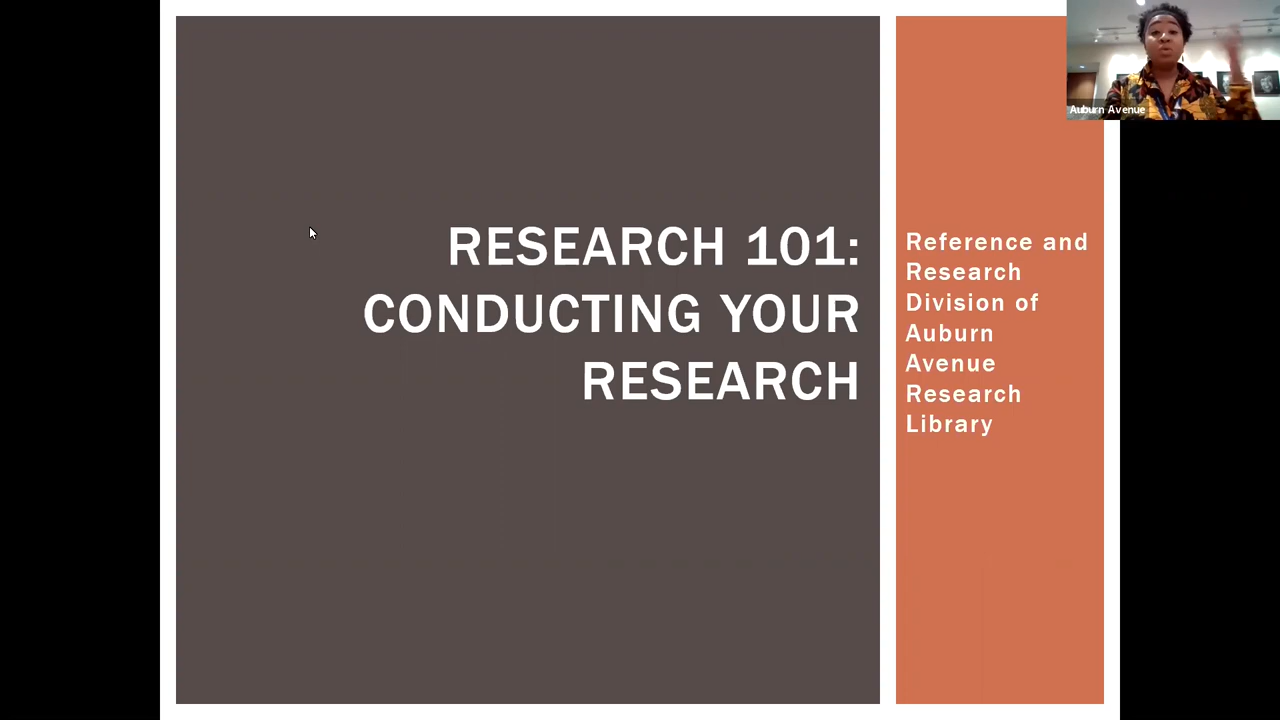 RESEARCH 101:
CONDUCTING YOUR
RESEARCH
Reference and
Research
Division of
Auburn
Avenue
Research
Library
Auburn Avenue